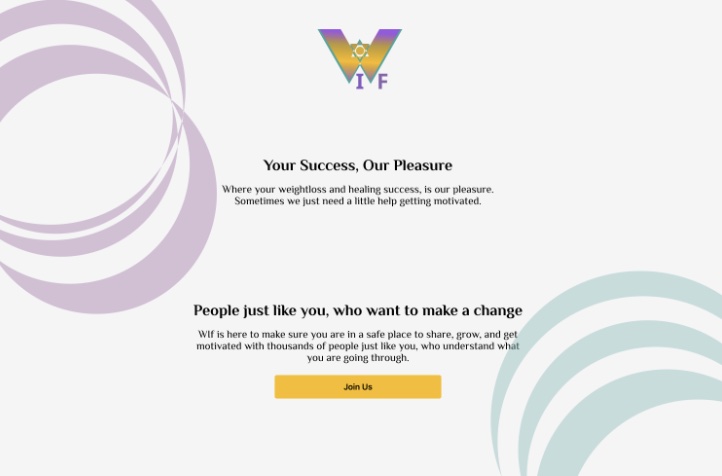 W
I F
Your Success, Our Pleasure
Where your weightloss and healing success, is our pleasure.
Sometimes we just need a little help getting motivated.
People just like you, who want to make a change
WIf is here to make sure you are in a safe place to share, grow, and get
motivated with thousands of people just like you, who understand what
you are going through.
Join Us